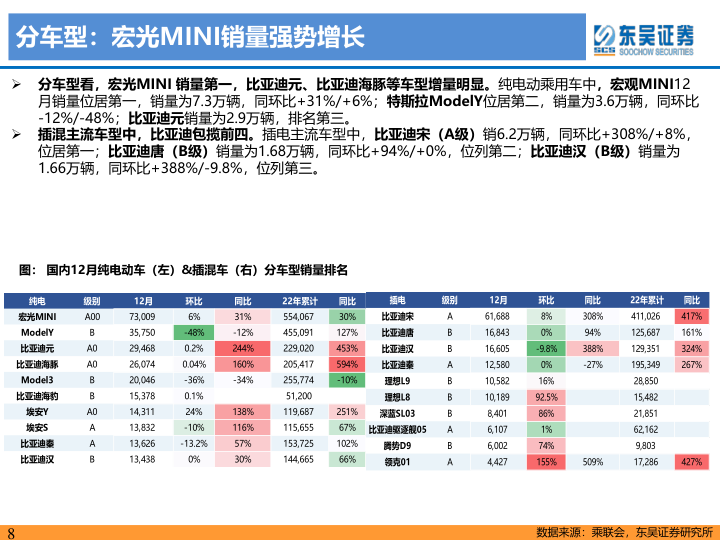 分车型：宏光MINI销量强势增长
东吴证券
SCS SOOCHOW SECURITIES
➢ 分车型看，宏光MINI 销量第一，比亚迪元、比亚迪海豚等车型增量明显。纯电动乘用车中，宏观MINI12
月销量位居第一，销量为7.3万辆，同环比+31%/+6%；特斯拉ModelY位居第二，销量为3.6万辆，同环比
-12%/-48%；比亚迪元销量为2.9万辆，排名第三。
➢ 插混主流车型中，比亚迪包揽前四。插电主流车型中，比亚迪宋（A级）销6.2万辆，同环比+308%/+8%，
位居第一；比亚迪唐（B级）销量为1.68万辆，同环比+94%/+0%，位列第二；比亚迪汉（B级）销量为
1.66万辆，同环比+388%/-9.8%，位列第三。
图： 国内12月纯电动车（左）&插混车（右）分车型销量排名
纯电 级别 12月 环比 同比 22年累计 同比
宏光MINI A00 73,009 6% 31% 554,067 30%
ModelY B 35,750 -48% -12% 455,091 127%
比亚迪元 A0 29,468 0.2% 244% 229,020 453%
比亚迪海豚 A0 26,074 0.04% 160% 205,417 594%
Model3 B 20,046 -36% -34% 255,774 -10%
比亚迪海豹 B 15,378 0.1% 51,200
埃安Y A0 14,311 24% 138% 119,687 251%
埃安S A 13,832 -10% 116% 115,655 67%
比亚迪秦 A 13,626 -13.2% 57% 153,725 102%
比亚迪汉 B 13,438 0% 30% 144,665 66%
插电 级别 12月 环比 同比 22年累计 同比
比亚迪宋 A 61,688 8% 308% 411,026 417%
比亚迪唐 B 16,843 0% 94% 125,687 161%
比亚迪汉 B 16,605 -9.8% 388% 129,351 324%
比亚迪秦 A 12,580 0% -27% 195,349 267%
理想L9 B 10,582 16% 28,850
理想L8 B 10,189 92.5% 15,482
深蓝SL03 B 8,401 86% 21,851
比亚迪驱逐舰05 A 6,107 1% 62,162
腾势D9 B 6,002 74% 9,803
领克01 A 4,427 155% 509% 17,286 427%
8
数据来源：乘联会，东吴证券研究所